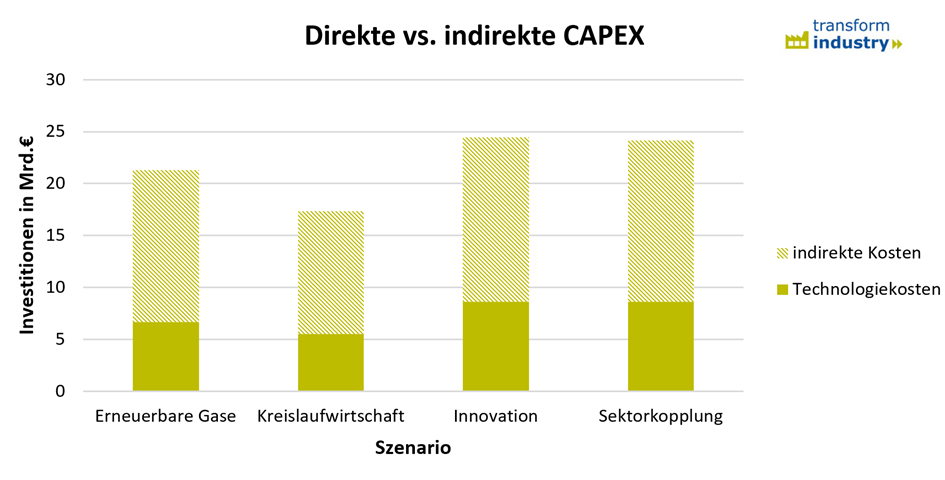 Direkte vs. indirekte CAPEX
transform
industry
Investitionen in Mrd.€
30
25
20
15
10
5
0
Erneuerbare Gase
Kreislaufwirtschaft
Innovation
Sektorkopplung
Szenario
indirekte Kosten
Technologiekosten